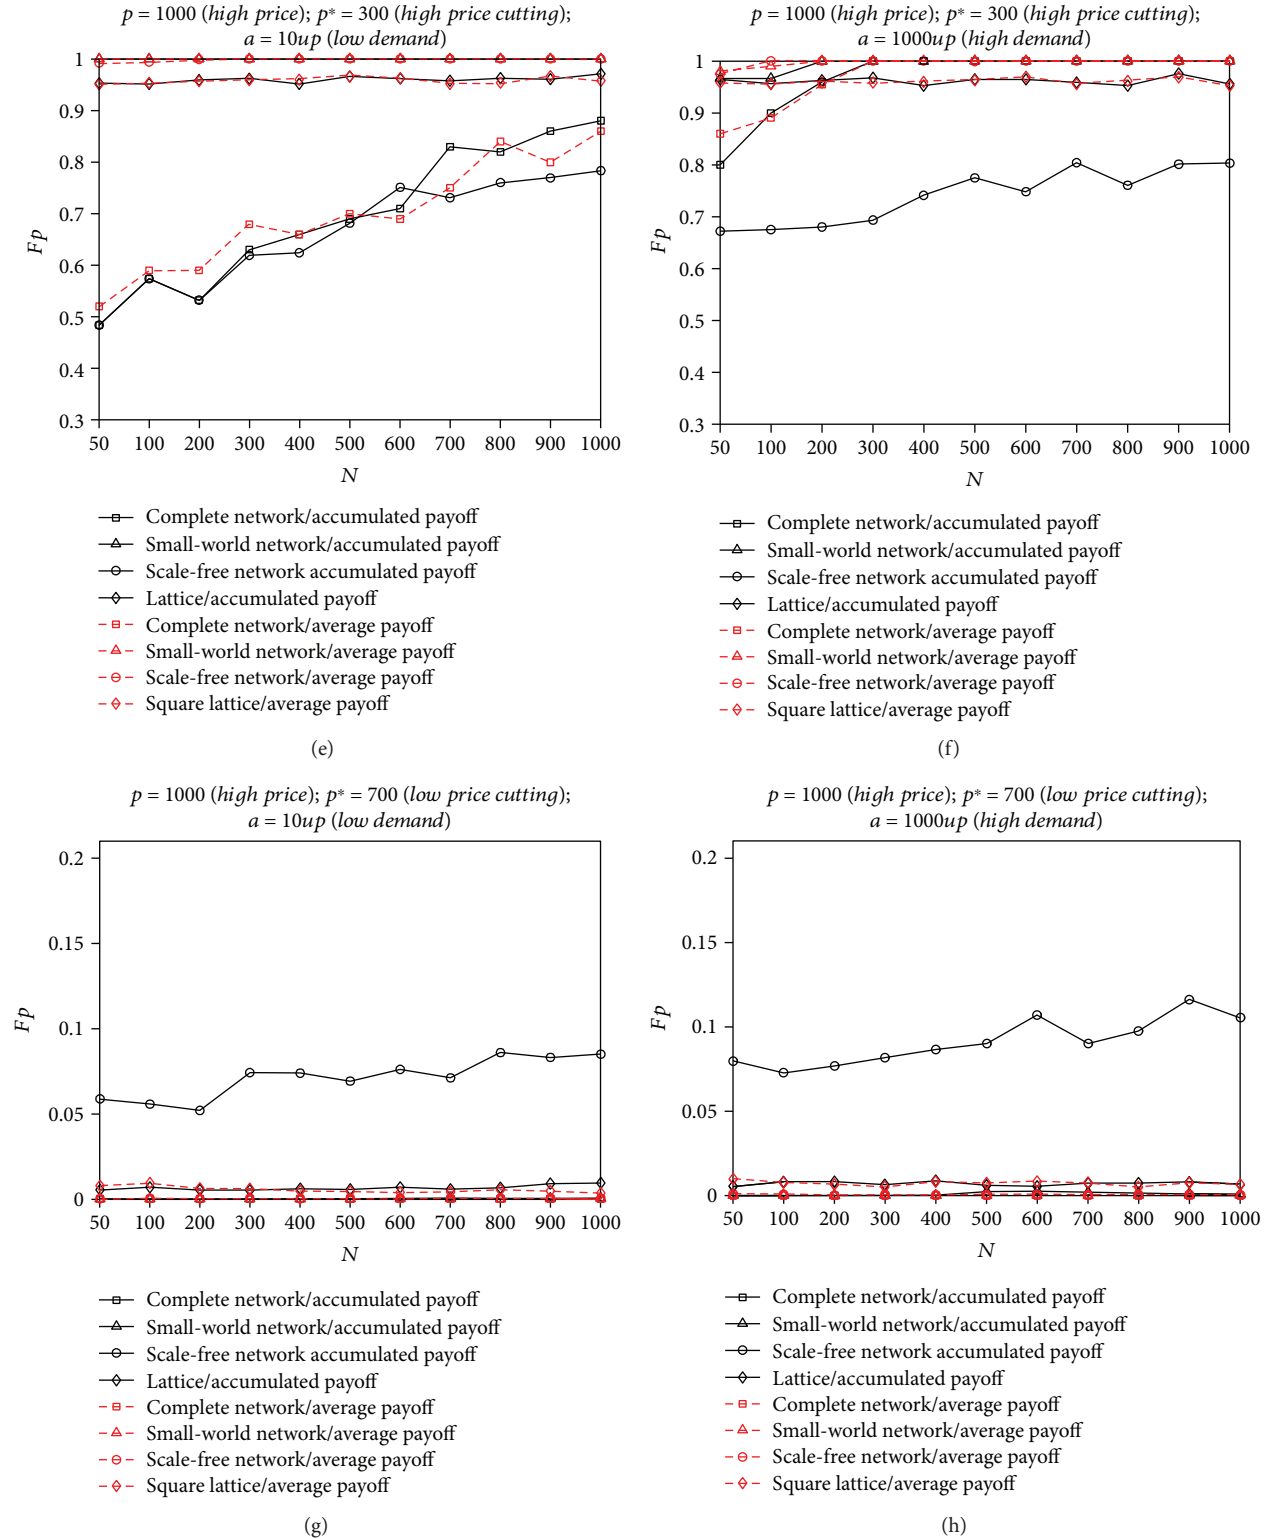 p = 1000 (high price); p* = 300 (high price cutting);
a = 10up (low demand)
1
0.9
0.8
0.7
0.6
0.5
0.4
0.3
Fp
50 100 200 300 400 500 600 700 800 900 1000
N
Complete network/accumulated payoff
Small-world network/accumulated payoff
Scale-free network accumulated payoff
Lattice/accumulated payoff
Complete network/average payoff
Small-world network/average payoff
Scale-free network/average payoff
Square lattice/average payoff
(e)
p = 1000 (high price); p* = 300 (high price cutting);
a = 1000up (high demand)
1
0.9
0.8
0.7
0.6
0.5
0.4
0.3
Fp
50 100 200 300 400 500 600 700 800 900 1000
N
Complete network/accumulated payoff
Small-world network/accumulated payoff
Scale-free network accumulated payoff
Lattice/accumulated payoff
Complete network/average payoff
Small-world network/average payoff
Scale-free network/average payoff
Square lattice/average payoff
(f)
p = 1000 (high price); p* = 700 (low price cutting);
a = 10up (low demand)
0.2
0.15
0.1
0.05
0
Fp
50 100 200 300 400 500 600 700 800 900 1000
N
Complete network/accumulated payoff
Small-world network/accumulated payoff
Scale-free network accumulated payoff
Lattice/accumulated payoff
Complete network/average payoff
Small-world network/average payoff
Scale-free network/average payoff
Square lattice/average payoff
(g)
p = 1000 (high price); p* = 700 (low price cutting);
a = 1000up (high demand)
0.2
0.15
0.1
0.05
0
Fp
50 100 200 300 400 500 600 700 800 900 1000
N
Complete network/accumulated payoff
Small-world network/accumulated payoff
Scale-free network accumulated payoff
Lattice/accumulated payoff
Complete network/average payoff
Small-world network/average payoff
Scale-free network/average payoff
Square lattice/average payoff
(h)